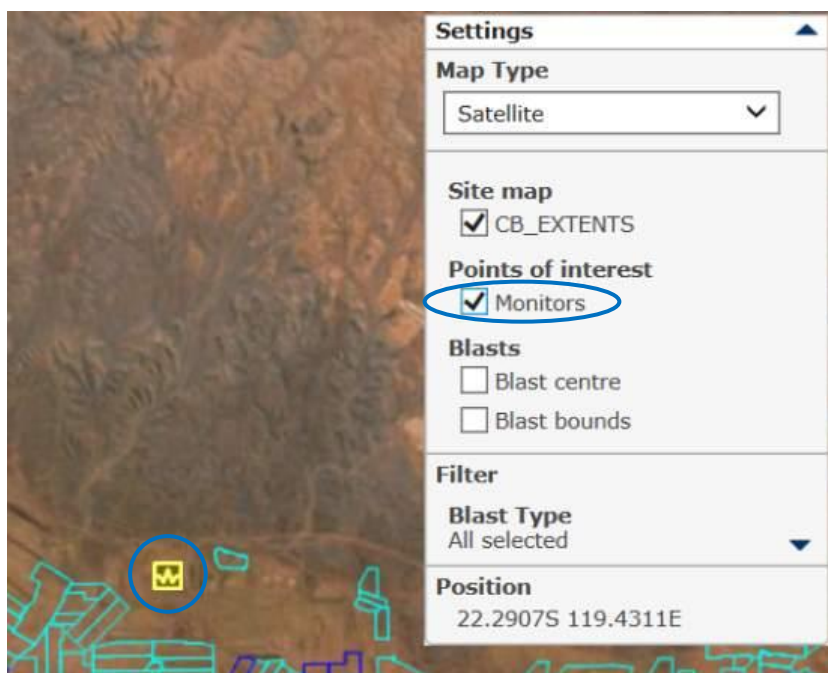 Settings
Map Type
Satellite
Site map
CB_EXTENTS
Points of interest
Monitors
Blasts
Blast centre
Blast bounds
Filter
Blast Type
All selected
Position
22.2907S 119.4311E